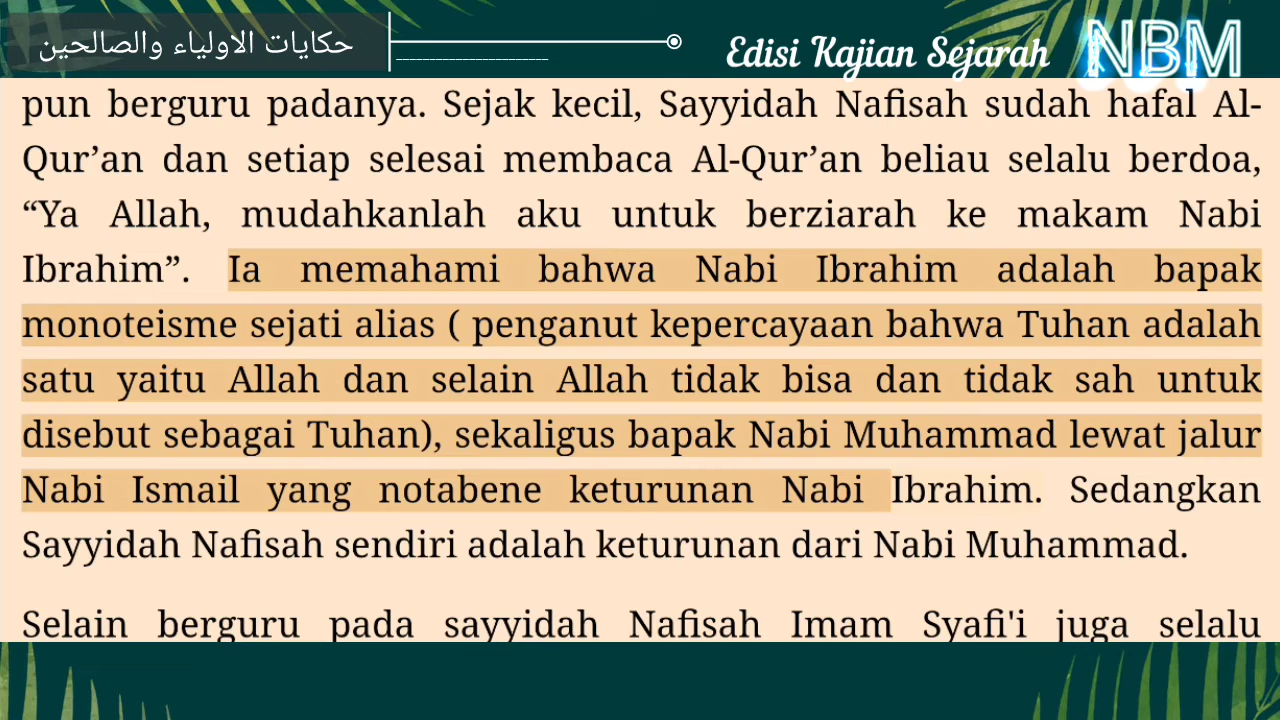 حكايات الاولياء والصالحين
Edisi Kajian Sejarah
NBM
pun berguru padanya. Sejak kecil, Sayyidah Nafisah sudah hafal Al-
Qur’an dan setiap selesai membaca Al-Qur’an beliau selalu berdoa,
“Ya Allah, mudahkanlah aku untuk berziarah ke makam Nabi
Ibrahim”. Ia memahami bahwa Nabi Ibrahim adalah bapak
monoteisme sejati alias ( penganut kepercayaan bahwa Tuhan adalah
satu yaitu Allah dan selain Allah tidak bisa dan tidak sah untuk
disebut sebagai Tuhan), sekaligus bapak Nabi Muhammad lewat jalur
Nabi Ismail yang notabene keturunan Nabi Ibrahim. Sedangkan
Sayyidah Nafisah sendiri adalah keturunan dari Nabi Muhammad.
Selain berguru pada sayyidah Nafisah Imam Syafi'i juga selalu